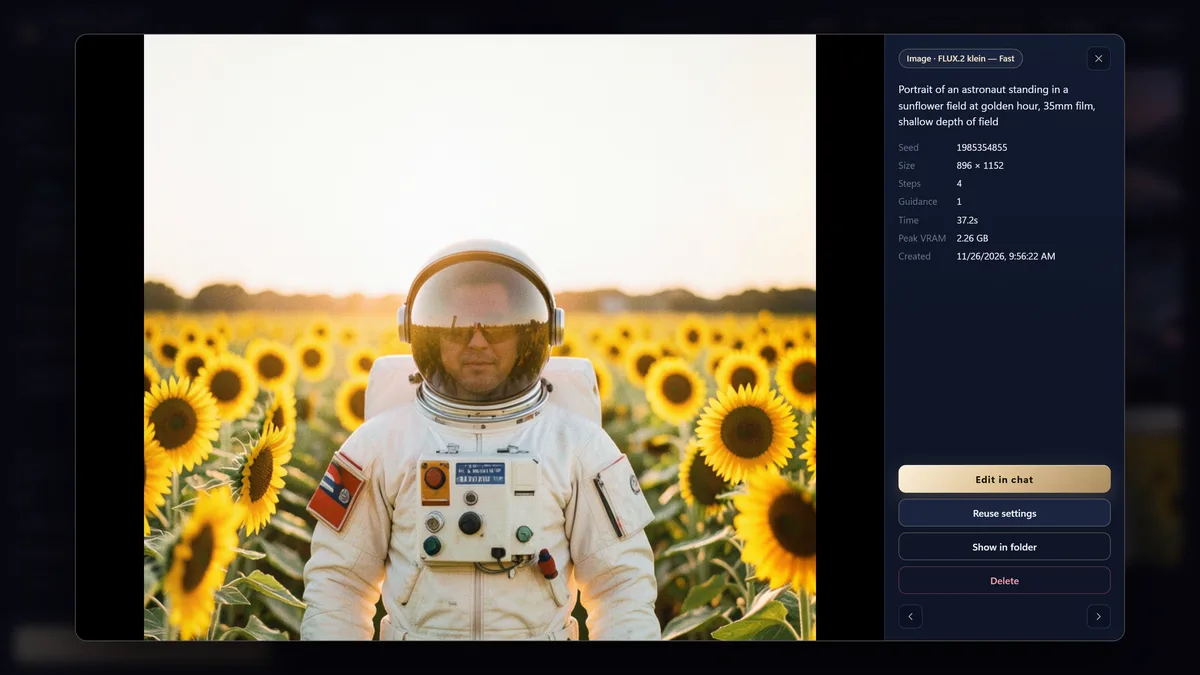 Image · FLUX.2 klein — Fast
Portrait of an astronaut standing in a
sunflower field at golden hour, 35mm film,
shallow depth of field
Seed 1985354855
Size 896 × 1152
Steps 4
Guidance 1
Time 37.2s
Peak VRAM 2.26 GB
Created 11/26/2026, 9:56:22 AM
Edit in chat
Reuse settings
Show in folder
Delete